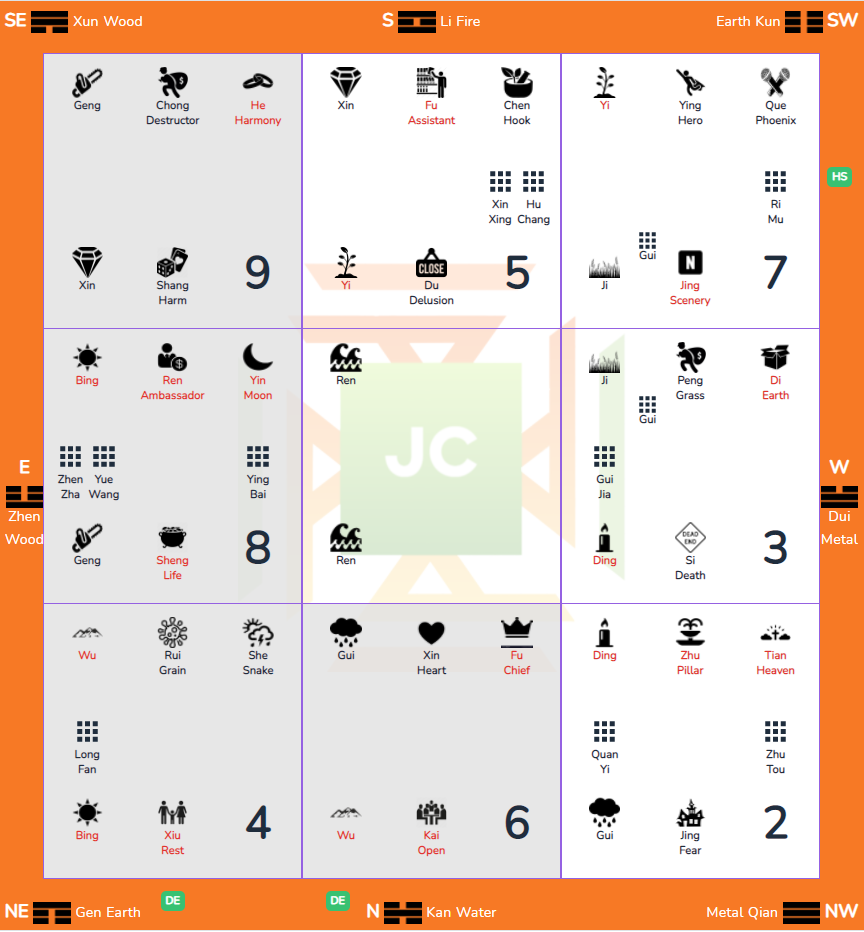 SE Xun Wood S Li Fire Earth Kun SW
Geng Chong He Xin Fu Chen Yi Ying Que
Destructor Harmony Assistant Hook Hero Phoenix
HS
Xin Hu Ri
Xing Chang Mu
Gui
Xin Shang 9 Yi CLOSE Du 5 Ji N Jing 7
Harm Delusion Scenery
Bing Ren Yin Ren Ji Peng Di
Ambassador Moon Grass Earth
Gui
JC
E W
Zhen Yue Ying Gui
Zha Wang Bai Jia
Zhen Dui
Wood Metal
Geng Sheng 8 Ren Ding DEAD END Si 3
Life Death
Wu Rui She Gui Xin Fu Ding Zhu Tian
Grain Snake Heart Chief Pillar Heaven
Long Quan Zhu
Fan Yi Tou
Bing Xiu 4 Wu Kai 6 Gui Jing 2
Rest Open Fear
DE DE
NE Gen Earth N Kan Water Metal Qian NW